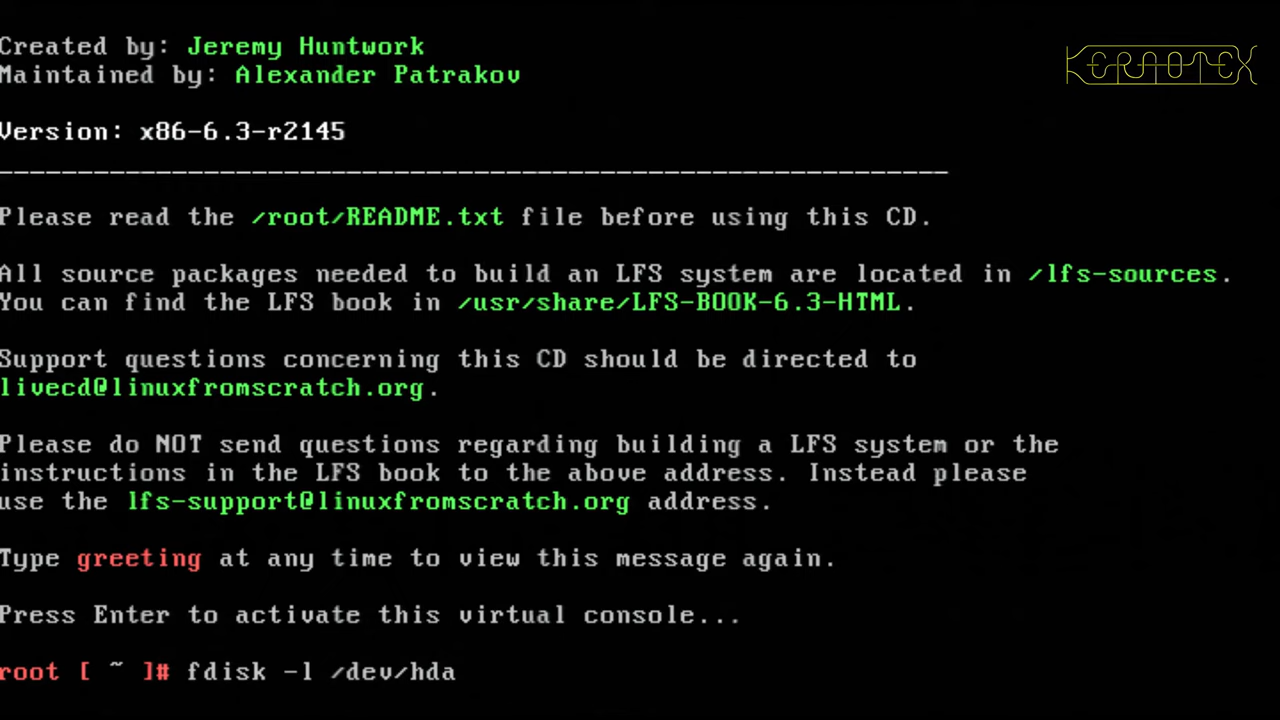 Created by: Jeremy Huntwork
KERNOTEX
Maintained by: Alexander Patrakov
Version: x86-6.3-r2145
Please read the /root/README.txt file before using this CD.
All source packages needed to build an LFS system are located in /lfs-sources.
You can find the LFS book in /usr/share/LFS-BOOK-6.3-HTML.
Support questions concerning this CD should be directed to
livecd@linuxfromscratch.org.
Please do NOT send questions regarding building a LFS system or the
instructions in the LFS book to the above address. Instead please
use the lfs-support@linuxfromscratch.org address.
Type greeting at any time to view this message again.
Press Enter to activate this virtual console...
root [ ~ ]# fdisk -l /dev/hda